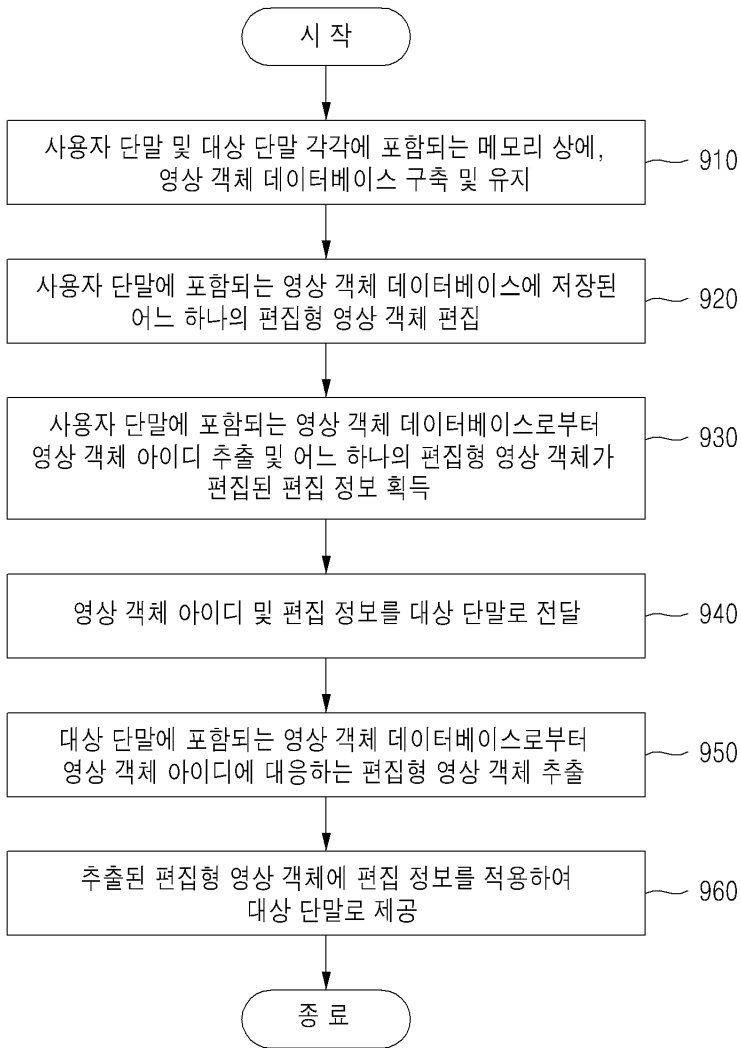 시 작
사용자 단말 및 대상 단말 각각에 포함되는 메모리 상에,
영상 객체 데이터베이스 구축 및 유지
910
사용자 단말에 포함되는 영상 객체 데이터베이스에 저장된
어느 하나의 편집형 영상 객체 편집
920
사용자 단말에 포함되는 영상 객체 데이터베이스로부터
영상 객체 아이디 추출 및 어느 하나의 편집형 영상 객체가
편집된 편집 정보 획득
930
영상 객체 아이디 및 편집 정보를 대상 단말로 전달
940
대상 단말에 포함되는 영상 객체 데이터베이스로부터
영상 객체 아이디에 대응하는 편집형 영상 객체 추출
950
추출된 편집형 영상 객체에 편집 정보를 적용하여
대상 단말로 제공
960
종 료